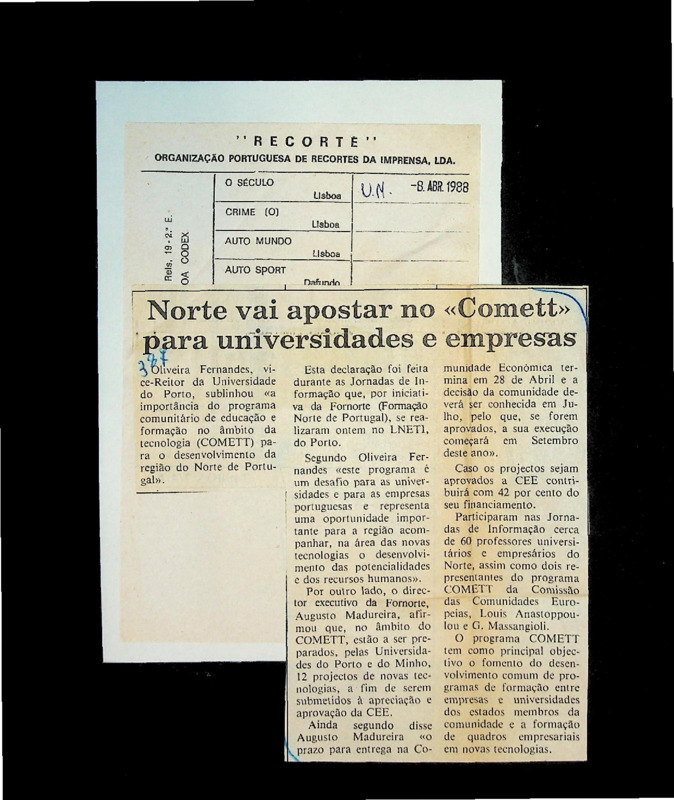 "RECORTE"
ORGANIZAÇÃO PORTUGUESA DE RECORTES DA IMPRENSA, LDA.
Reis, 19-2.º E.
OA CODEX
O SÉCULO
Lisboa
CRIME (O)
Lisboa
AUTO MUNDO
Lisboa
AUTO SPORT
Dafundo
U.M. -8. ABR. 1988
Norte vai apostar no «Comett»
para universidades e empresas
387
Oliveira Fernandes, vi-
ce-Reitor da Universidade
do Porto, sublinhou «a
importância do programa
comunitário de educação e
formação no âmbito da
tecnologia (COMETT) pa-
ra o desenvolvimento da
região do Norte de Portu-
gal».
Esta declaração foi feita
durante as Jornadas de In-
formação que, por iniciati-
va da Fornorte (Formação
Norte de Portugal), se rea-
lizaram ontem no LNETI,
do Porto.
Segundo Oliveira Fer-
nandes «este programa é
um desafio para as univer-
sidades e para as empresas
portuguesas e representa
uma oportunidade impor-
tante para a região acom-
panhar, na área das novas
tecnologias o desenvolvi-
mento das potencialidades
e dos recursos humanos».
Por outro lado, o direc-
tor executivo da Fornorte,
Augusto Madureira, afir-
mou que, no âmbito do
COMETT, estão a ser pre-
parados, pelas Universida-
des do Porto e do Minho,
12 projectos de novas tec-
nologias, a fim de serem
submetidos à apreciação e
aprovação da CEE.
Ainda segundo disse
Augusto Madureira «o
prazo para entrega na Co-
munidade Económica ter-
mina em 28 de Abril e a
decisão da comunidade de-
verá ser conhecida em Ju-
lho, pelo que, se forem
aprovados, a sua execução
começará em Setembro
deste ano».
Caso os projectos sejam
aprovados a CEE contri-
buirá com 42 por cento do
seu financiamento.
Participaram nas Jorna-
das de Informação cerca
de 60 professores universi-
tários e empresários do
Norte, assim como dois re-
presentantes do programa
COMETT da Comissão
das Comunidades Euro-
peias, Louis Anastoppou-
lou e G. Massangioli.
O programa COMETT
tem como principal objec-
tivo o fomento do desen-
volvimento comum de pro-
gramas de formação entre
empresas e universidades
dos estados membros da
comunidade e a formação
de quadros empresariais
em novas tecnologias.